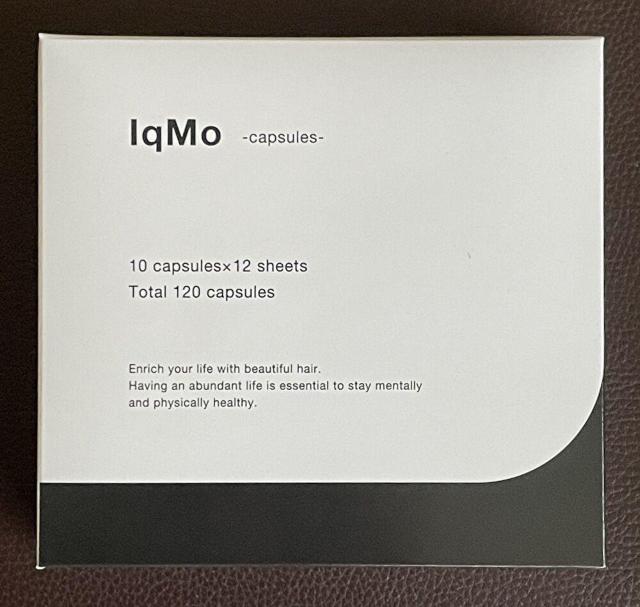 IqMo -capsules-
10 capsules×12 sheets
Total 120 capsules
Enrich your life with beautiful hair.
Having an abundant life is essential to stay mentally
and physically healthy.